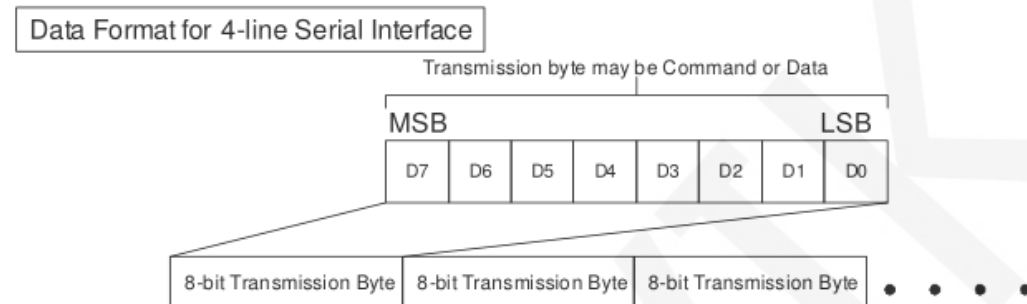 Data Format for 4-line Serial Interface
Transmission byte may be Command or Data
MSB LSB
D7 D6 D5 D4 D3 D2 D1 D0
8-bit Transmission Byte 8-bit Transmission Byte 8-bit Transmission Byte